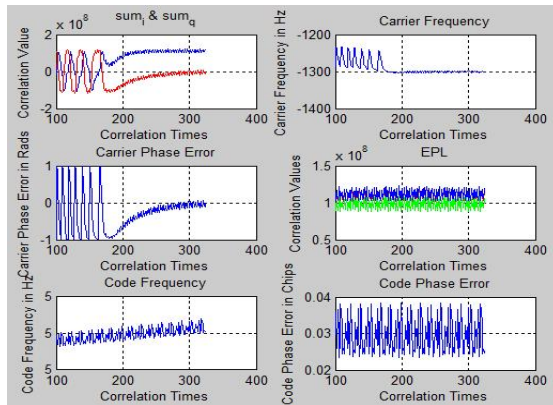 sum_i & sum_q
× 10^8
Correlation Value
2
1
0
-1
-2
100 200 300 400
Correlation Times
Carrier Frequency
Carrier Frequency in Hz
-1200
-1300
-1400
100 200 300 400
Correlation Times
Carrier Phase Error
Carrier Phase Error in Rads
1
0
-1
100 200 300 400
Correlation Times
EPL
× 10^8
Correlation Values
1.5
1
0.5
100 200 300 400
Correlation Times
Code Frequency
Code Frequency in Hz
5
5
5
100 200 300 400
Correlation Times
Code Phase Error
Code Phase Error in Chips
0.04
0.03
0.02
100 200 300 400
Correlation Times